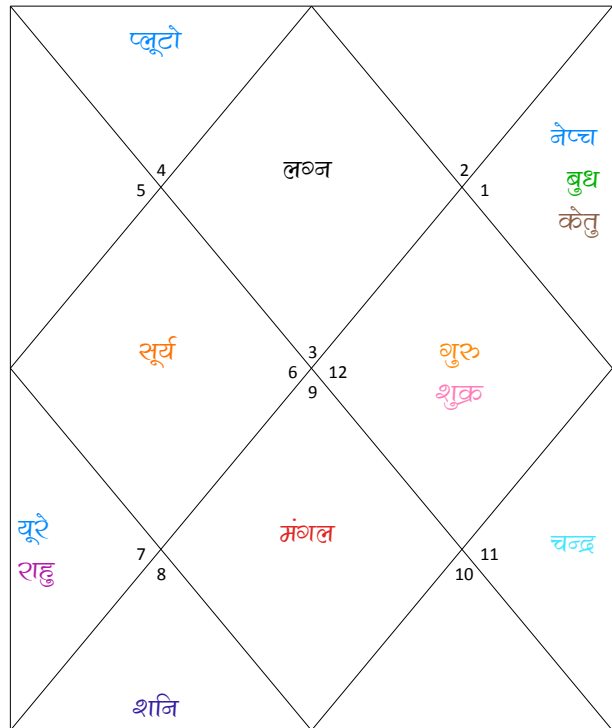 प्लूटो
नेप्च
बुध
केतु
लग्न
4
5
2
1
सूर्य
3
6
12
9
गुरु
शुक्र
यूरे
राहु
मंगल
चन्द्र
7
8
11
10
शनि